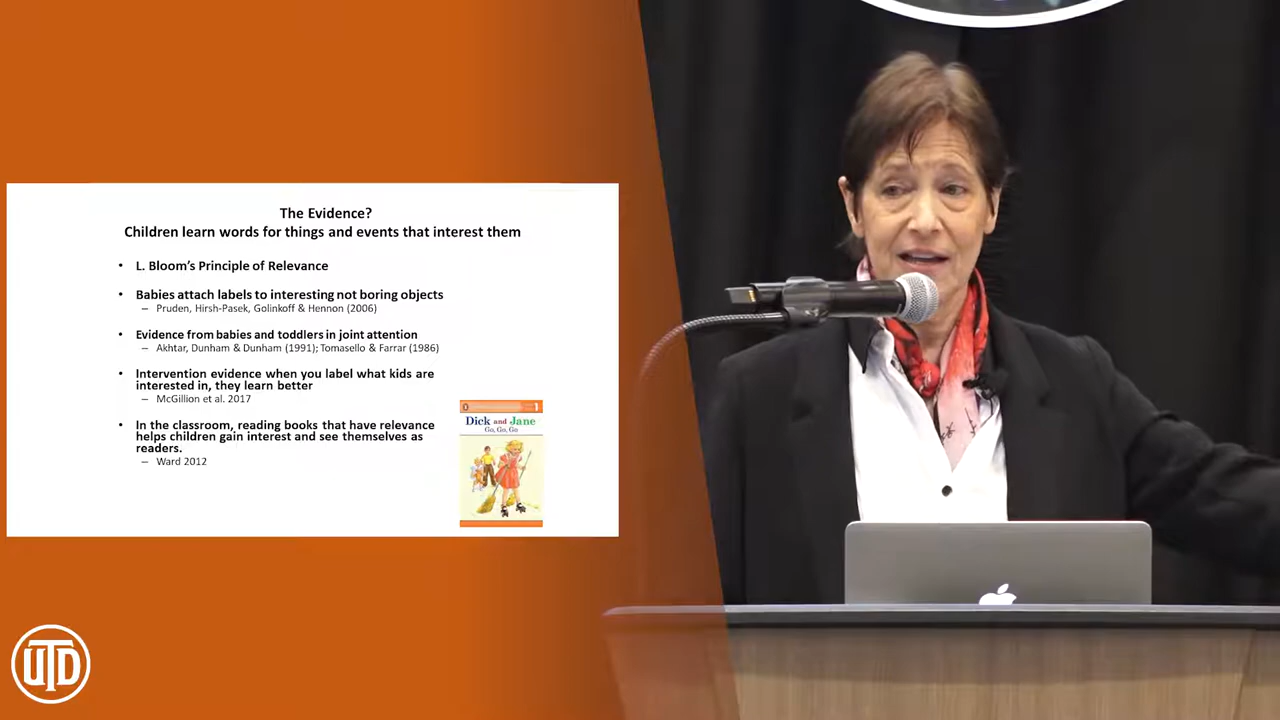 The Evidence?
Children learn words for things and events that interest them
• L. Bloom's Principle of Relevance
• Babies attach labels to interesting not boring objects
– Pruden, Hirsh-Pasek, Golinkoff & Hennon (2006)
• Evidence from babies and toddlers in joint attention
– Akhtar, Dunham & Dunham (1991); Tomasello & Farrar (1986)
• Intervention evidence when you label what kids are
interested in, they learn better
– McGillion et al. 2017
• In the classroom, reading books that have relevance
helps children gain interest and see themselves as
readers.
– Ward 2012
Dick and Jane
Go, Go, Go
UTD